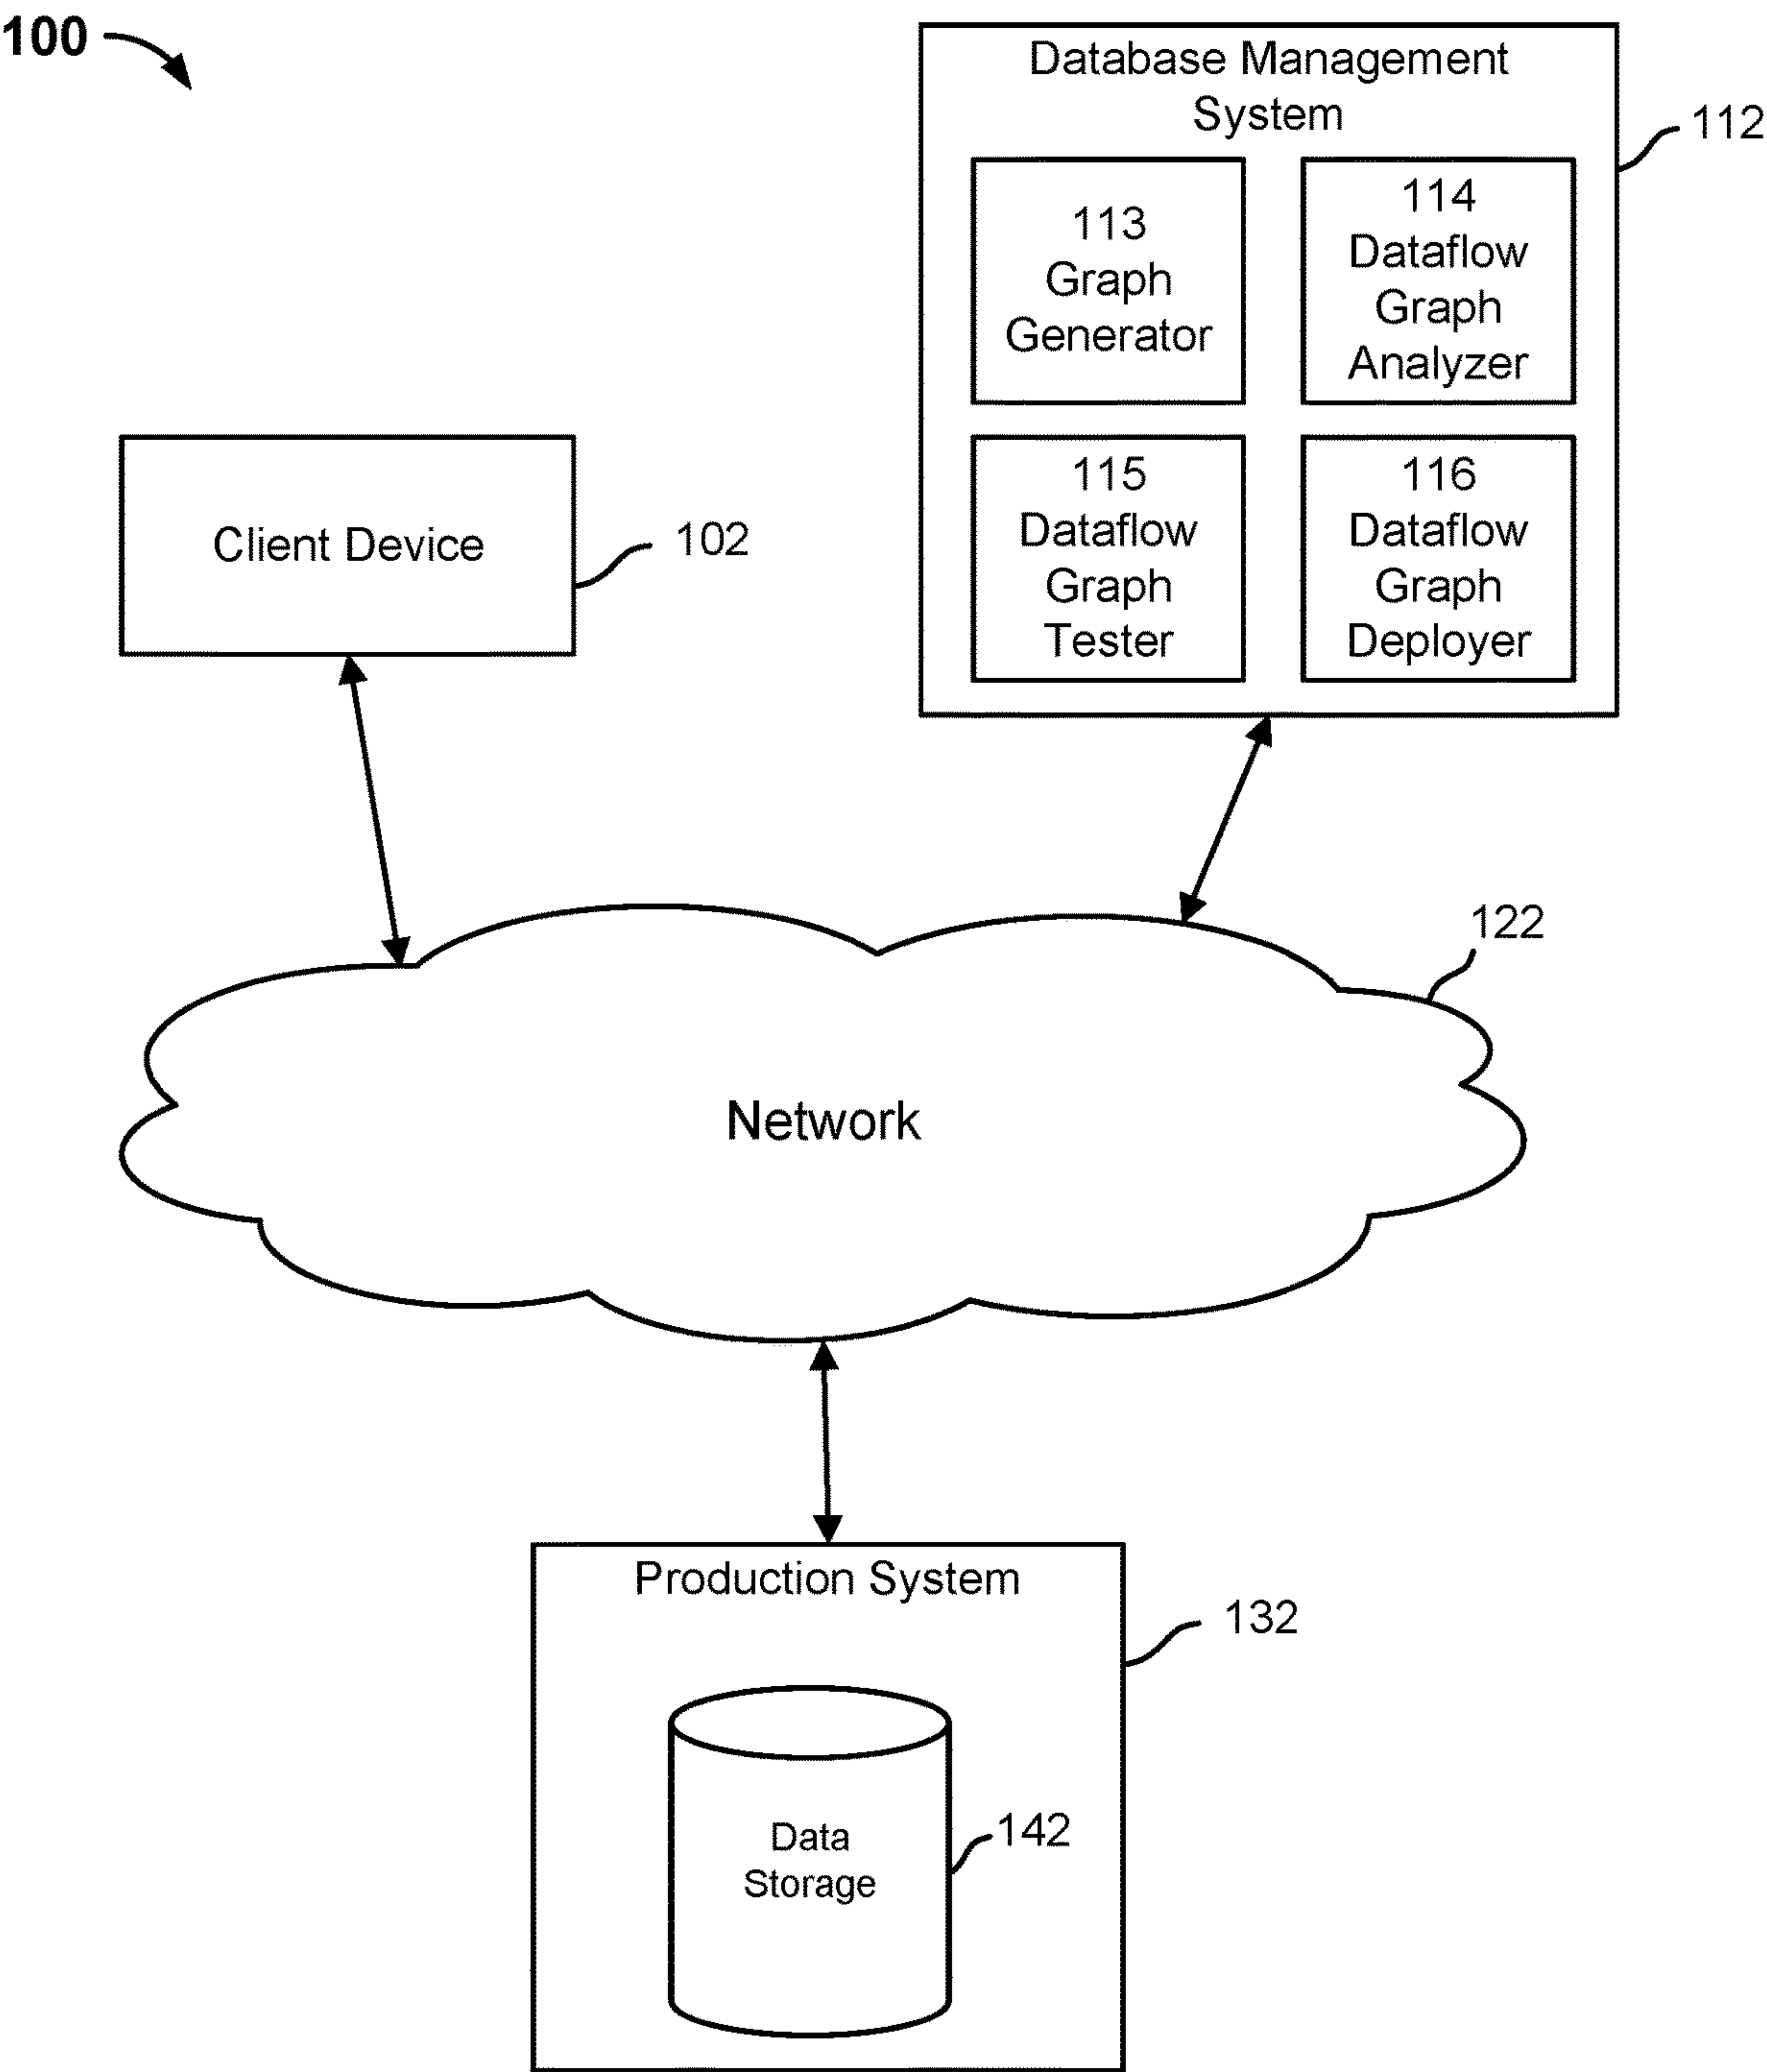 100
Database Management
System
112
113
Graph
Generator
114
Dataflow
Graph
Analyzer
115
Dataflow
Graph
Tester
116
Dataflow
Graph
Deployer
Client Device
102
122
Network
Production System
132
Data
Storage
142